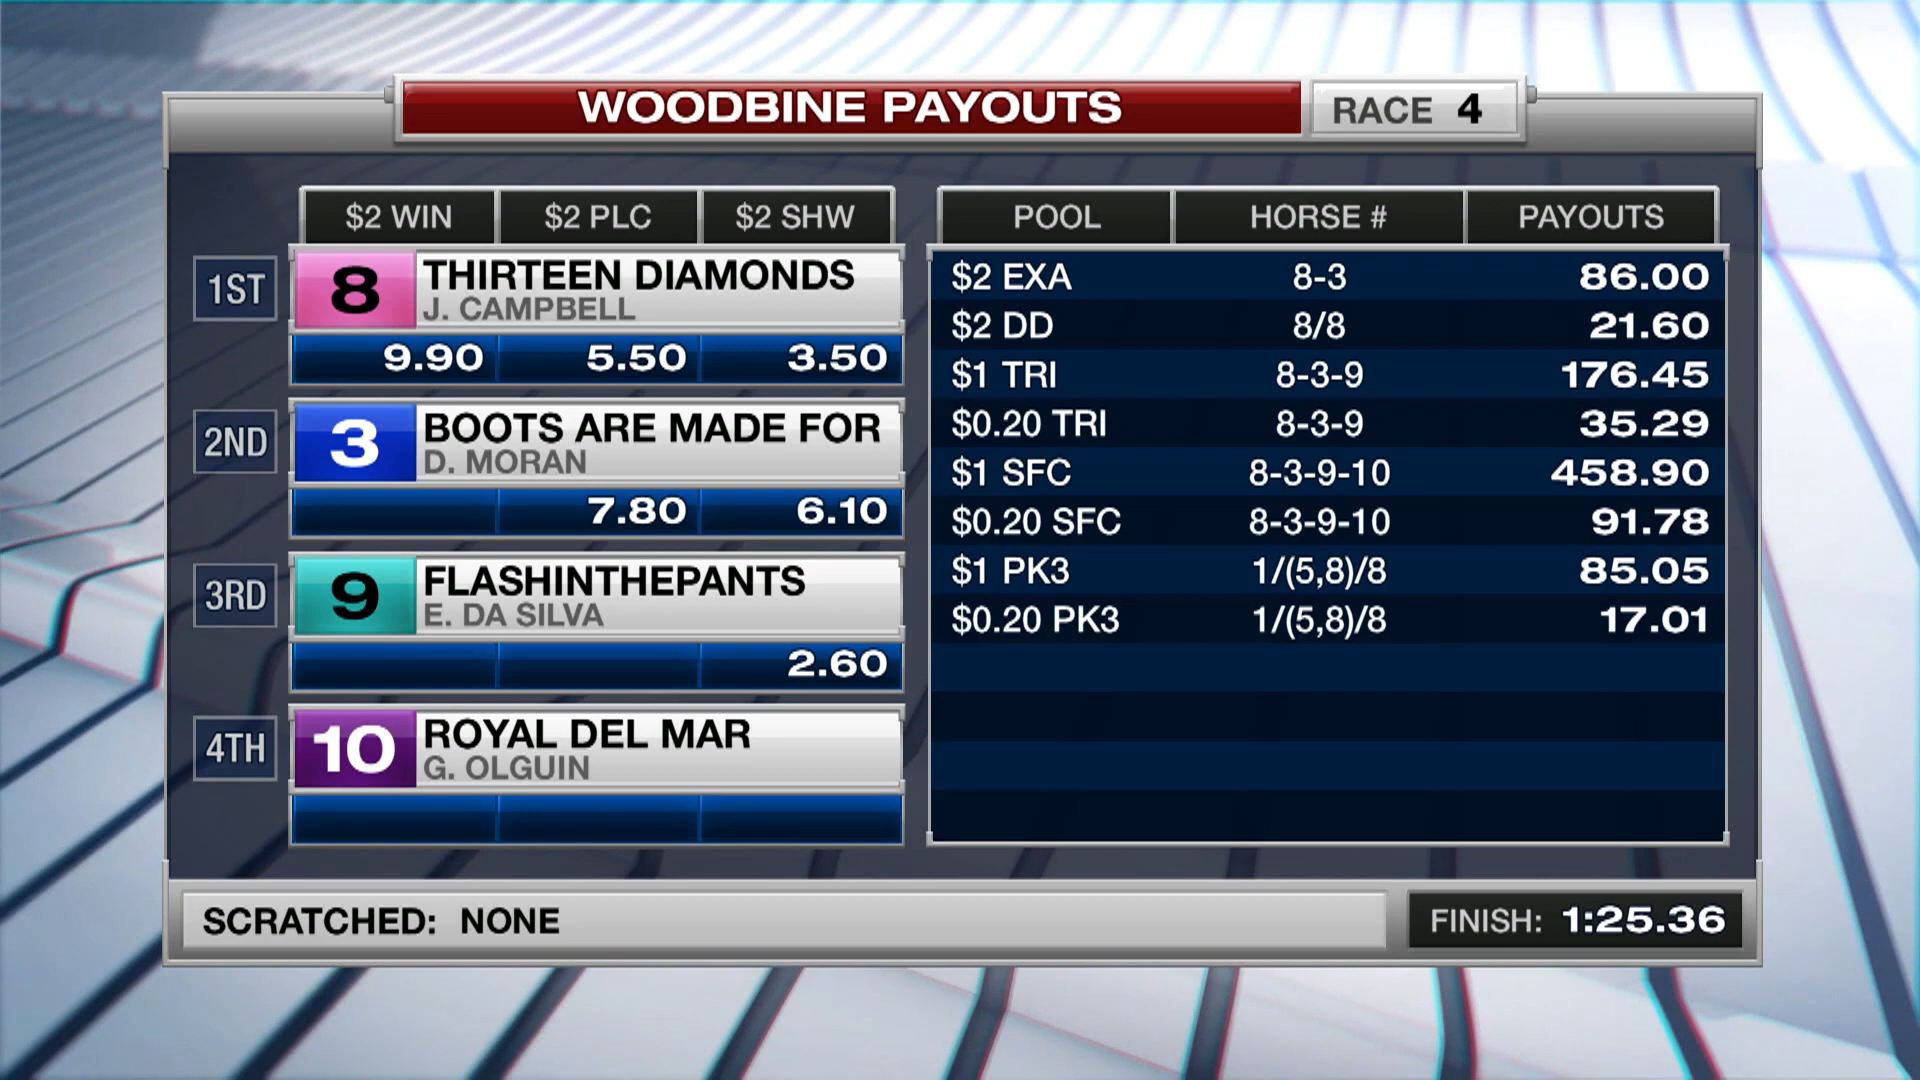 WOODBINE PAYOUTS RACE 4
$2 WIN $2 PLC $2 SHW
1ST 8 THIRTEEN DIAMONDS
J. CAMPBELL
9.90 5.50 3.50
2ND 3 BOOTS ARE MADE FOR
D. MORAN
7.80 6.10
3RD 9 FLASHINTHEPANTS
E. DA SILVA
2.60
4TH 10 ROYAL DEL MAR
G. OLGUIN
POOL HORSE # PAYOUTS
$2 EXA 8-3 86.00
$2 DD 8/8 21.60
$1 TRI 8-3-9 176.45
$0.20 TRI 8-3-9 35.29
$1 SFC 8-3-9-10 458.90
$0.20 SFC 8-3-9-10 91.78
$1 PK3 1/(5,8)/8 85.05
$0.20 PK3 1/(5,8)/8 17.01
SCRATCHED: NONE
FINISH: 1:25.36